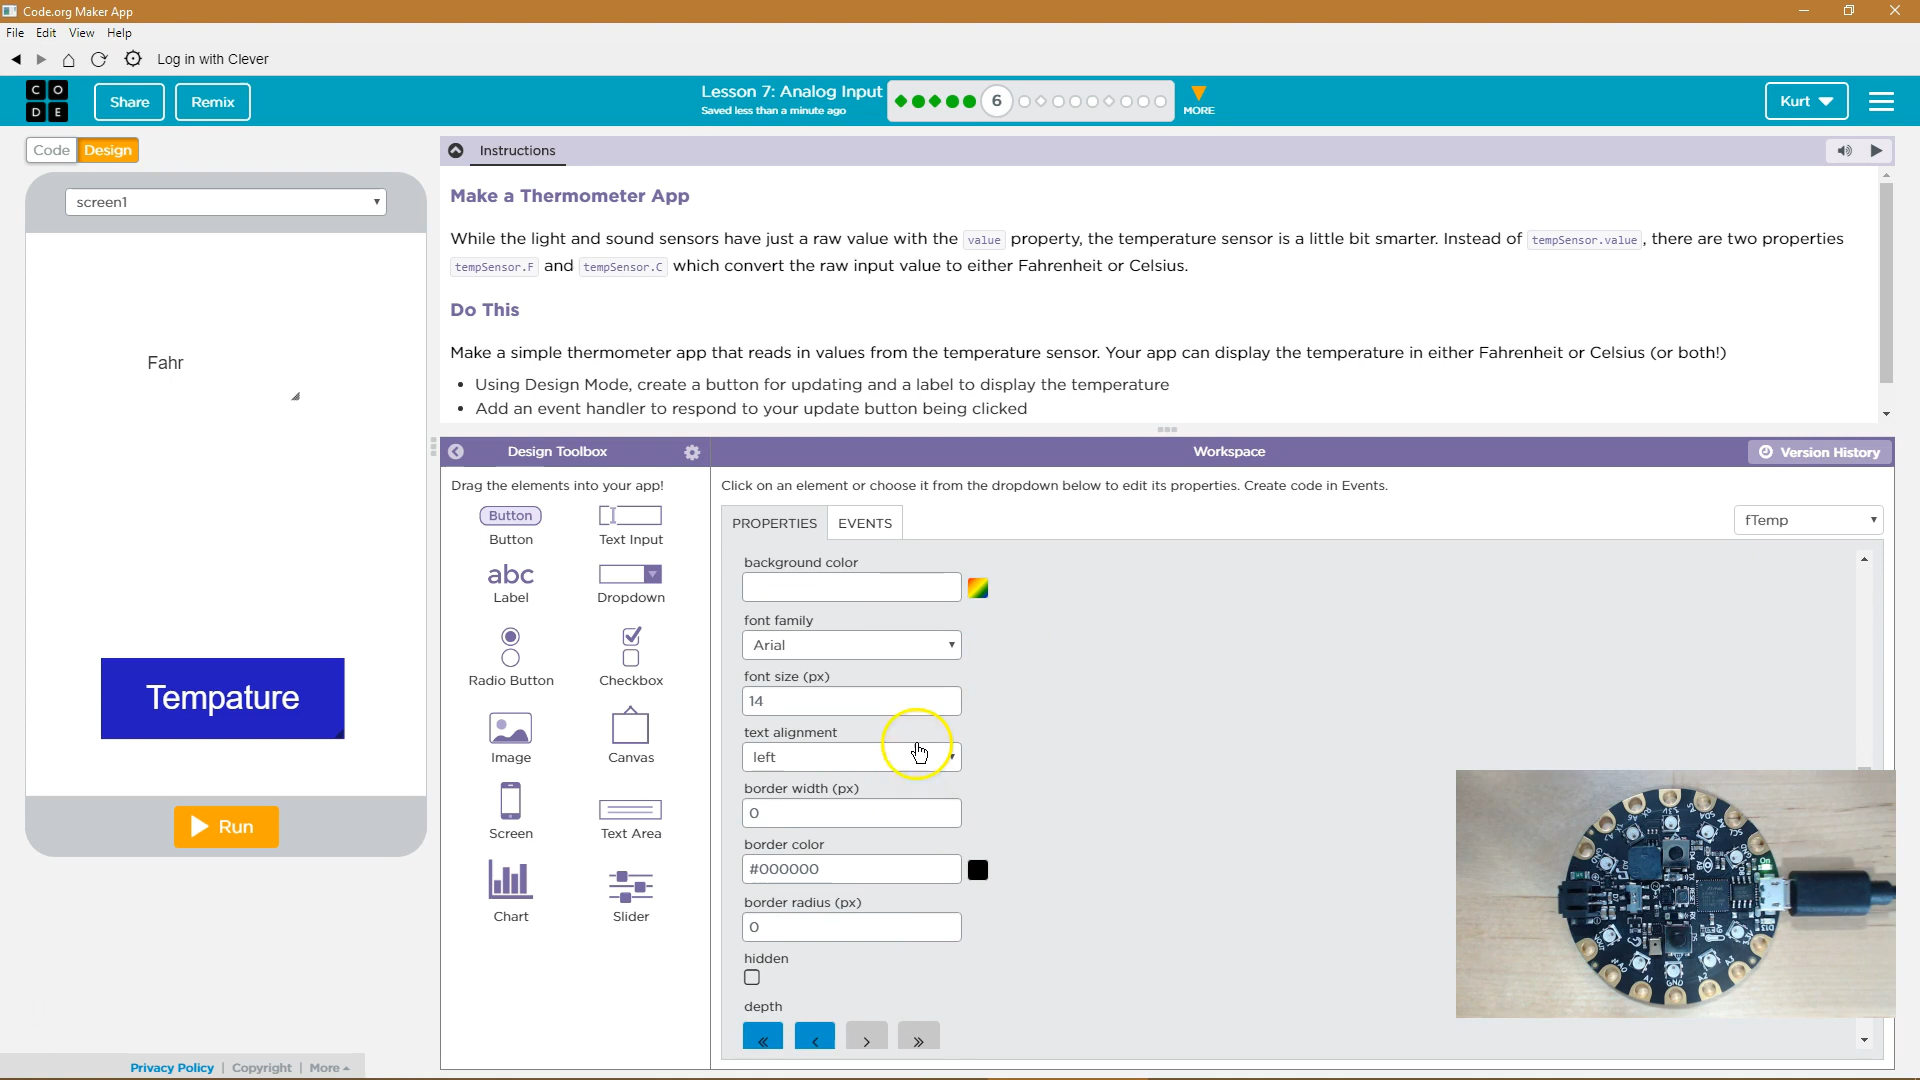 Code.org Maker App
File Edit View Help
Log in with Clever
C O D E
Share
Remix
Lesson 7: Analog Input
Saved less than a minute ago
6
MORE
Kurt
Code Design
screen1
Fahr
Tempature
Run
Privacy Policy | Copyright | More
Instructions
Make a Thermometer App
While the light and sound sensors have just a raw value with the value property, the temperature sensor is a little bit smarter. Instead of tempSensor.value, there are two properties
tempSensor.F and tempSensor.C which convert the raw input value to either Fahrenheit or Celsius.
Do This
Make a simple thermometer app that reads in values from the temperature sensor. Your app can display the temperature in either Fahrenheit or Celsius (or both!)
• Using Design Mode, create a button for updating and a label to display the temperature
• Add an event handler to respond to your update button being clicked
Design Toolbox
Workspace
Version History
Drag the elements into your app!
Button
Button
Text Input
abc
Label
Dropdown
Radio Button
Checkbox
Image
Canvas
Screen
Text Area
Chart
Slider
Click on an element or choose it from the dropdown below to edit its properties. Create code in Events.
PROPERTIES
EVENTS
fTemp
background color
font family
Arial
font size (px)
14
text alignment
left
border width (px)
0
border color
#000000
border radius (px)
0
hidden
depth